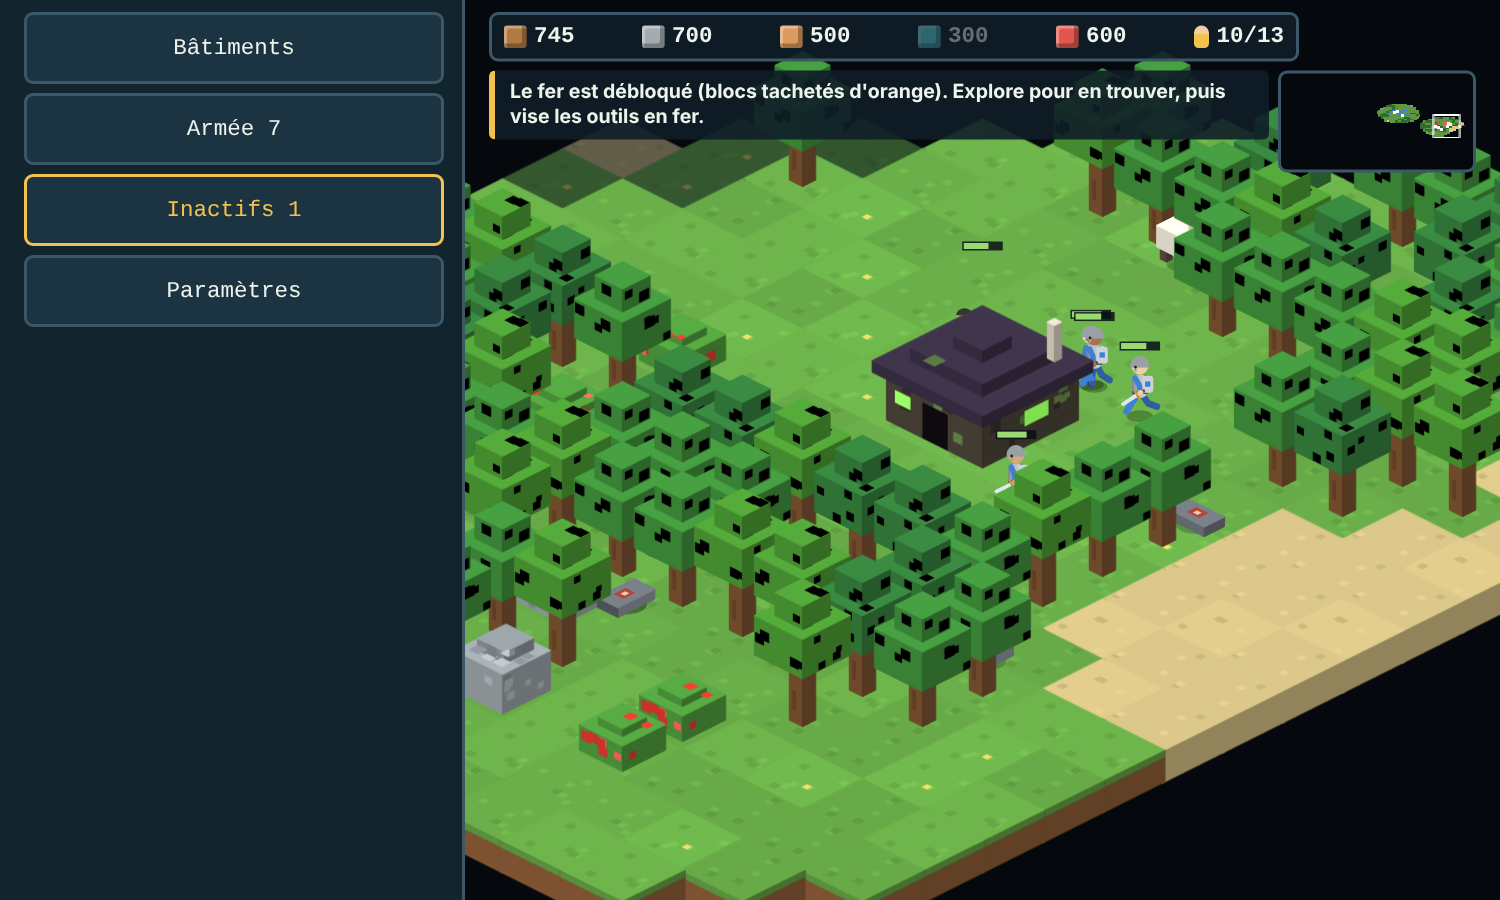 Bâtiments
Armée 7
Inactifs 1
Paramètres
745 700 500 300 600 10/13
Le fer est débloqué (blocs tachetés d'orange). Explore pour en trouver, puis
vise les outils en fer.